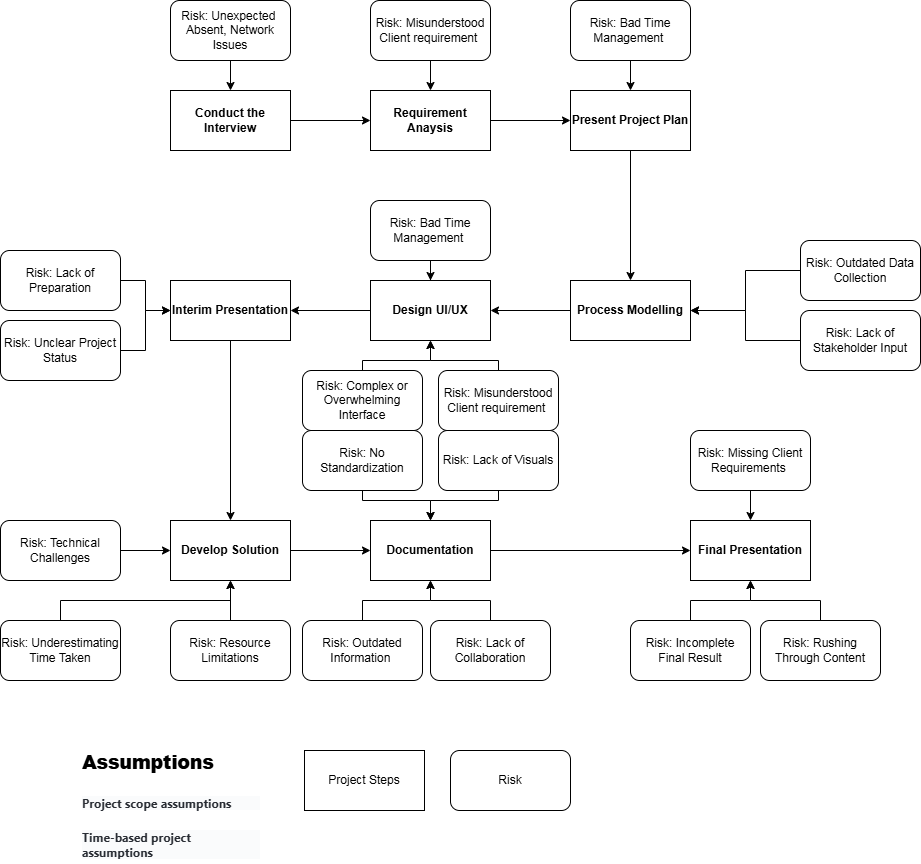 Risk: Unexpected
Absent, Network
Issues
Risk: Misunderstood
Client requirement
Risk: Bad Time
Management
Conduct the
Interview
Requirement
Anaysis
Present Project Plan
Risk: Bad Time
Management
Risk: Lack of
Preparation
Risk: Unclear Project
Status
Interim Presentation
Design UI/UX
Process Modelling
Risk: Outdated Data
Collection
Risk: Lack of
Stakeholder Input
Risk: Complex or
Overwhelming
Interface
Risk: Misunderstood
Client requirement
Risk: No
Standardization
Risk: Lack of Visuals
Risk: Missing Client
Requirements
Risk: Technical
Challenges
Develop Solution
Documentation
Final Presentation
Risk: Underestimating
Time Taken
Risk: Resource
Limitations
Risk: Outdated
Information
Risk: Lack of
Collaboration
Risk: Incomplete
Final Result
Risk: Rushing
Through Content
Assumptions
Project scope assumptions
Time-based project
assumptions
Project Steps
Risk